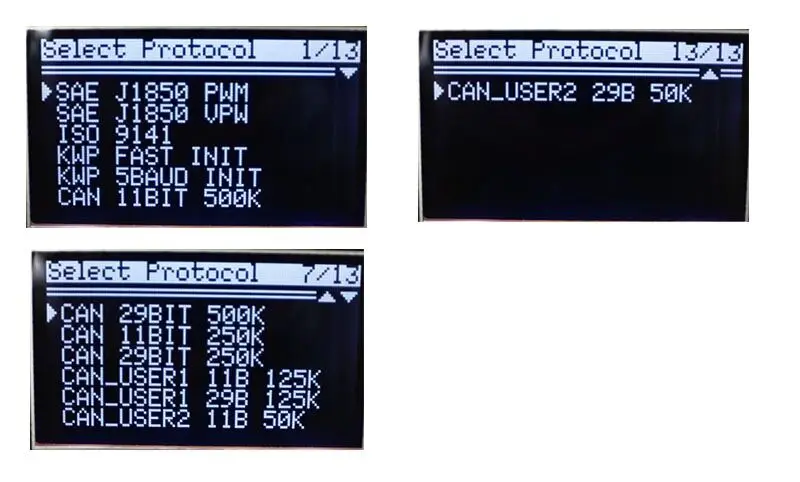 Select Protocol 1/13
SAE J1850 PWM
SAE J1850 VPW
ISO 9141
KWP FAST INIT
KWP 5BAUD INIT
CAN 11BIT 500K
Select Protocol 13/13
CAN_USER2 29B 50K
Select Protocol 7/13
CAN 29BIT 500K
CAN 11BIT 250K
CAN 29BIT 250K
CAN_USER1 11B 125K
CAN_USER1 29B 125K
CAN_USER2 11B 50K